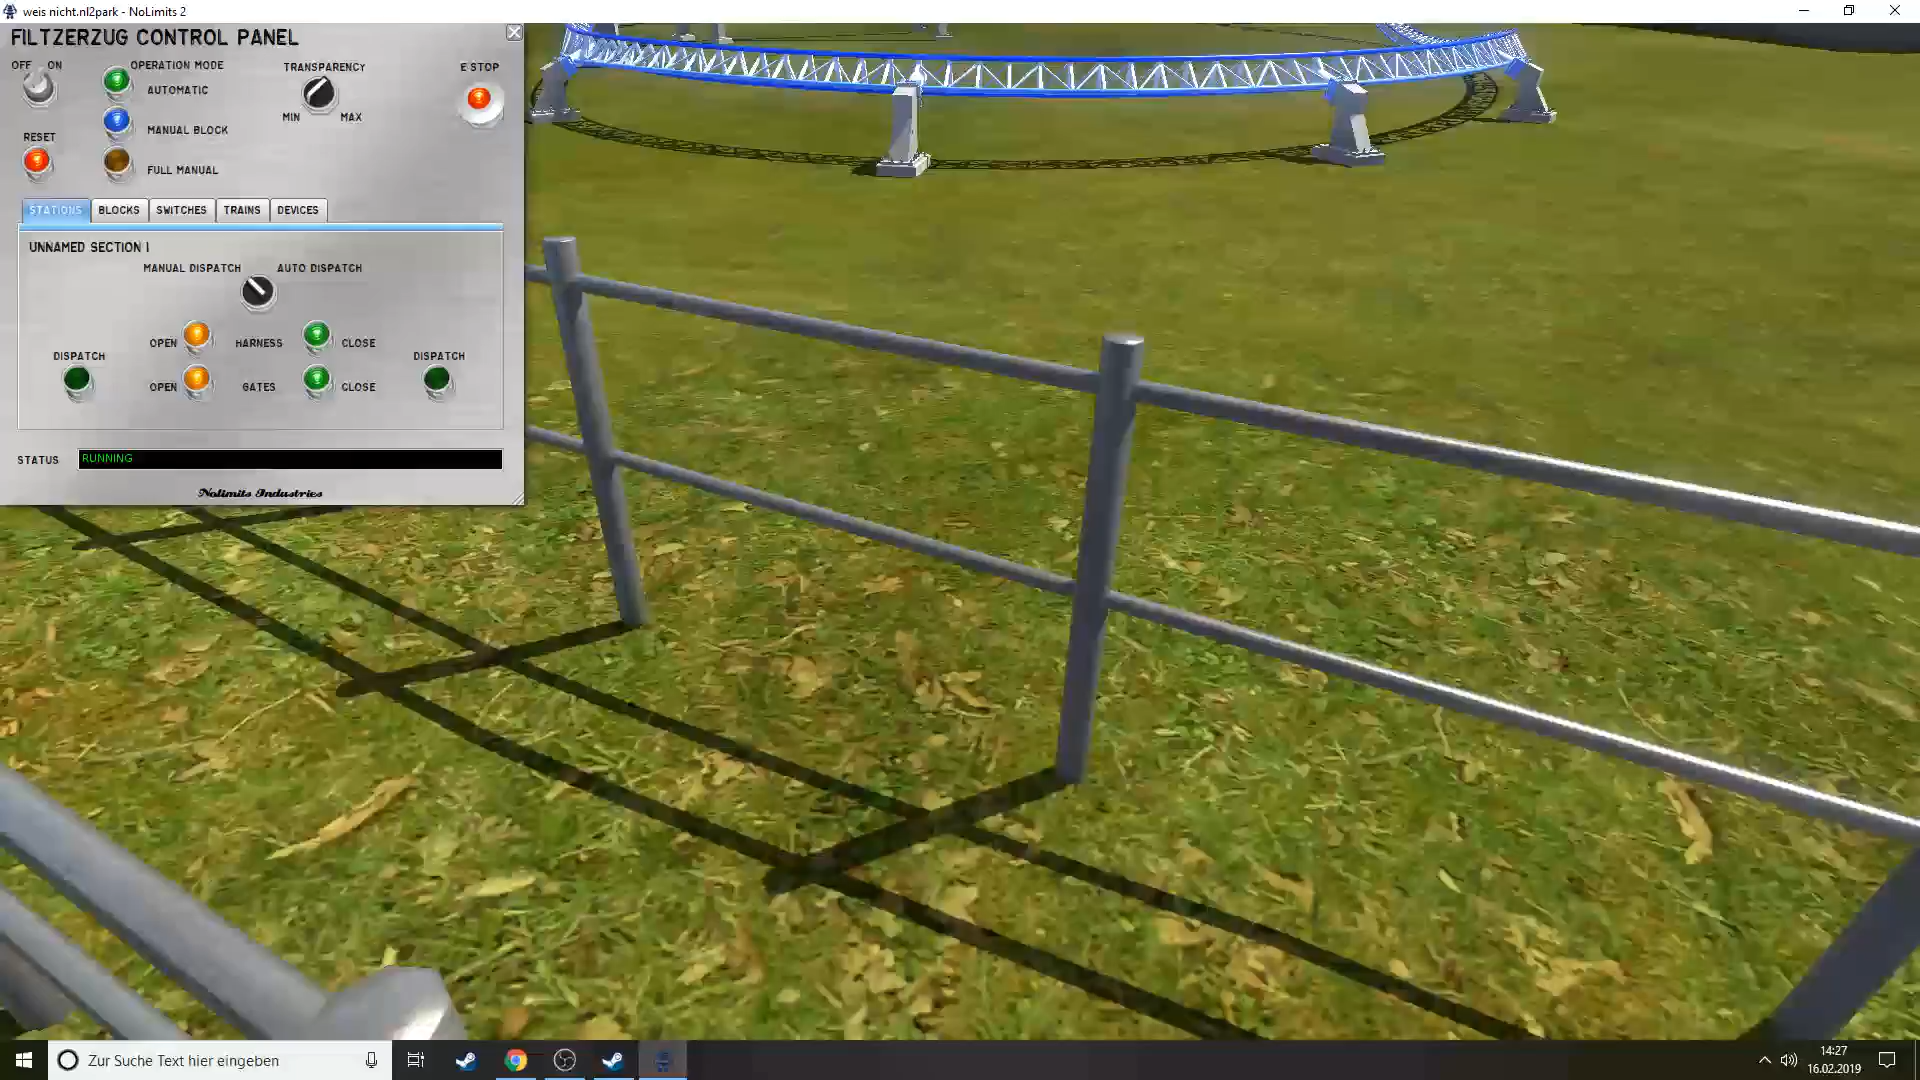 weis nicht.nl2park - NoLimits 2
FILTZERZUG CONTROL PANEL
OFF ON
OPERATION MODE
AUTOMATIC
MANUAL BLOCK
FULL MANUAL
RESET
TRANSPARENCY
MIN MAX
E STOP
STATIONS BLOCKS SWITCHES TRAINS DEVICES
UNNAMED SECTION 1
MANUAL DISPATCH AUTO DISPATCH
OPEN HARNESS CLOSE
DISPATCH DISPATCH
OPEN GATES CLOSE
STATUS RUNNING
Nolimits Industries
Zur Suche Text hier eingeben
14:27
16.02.2019